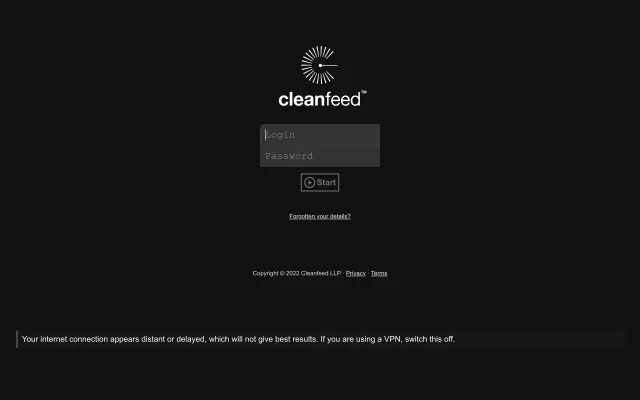 cleanfeed™
Login
Password
Start
Forgotten your details?
Copyright © 2022 Cleanfeed LLP · Privacy · Terms
Your internet connection appears distant or delayed, which will not give best results. If you are using a VPN, switch this off.